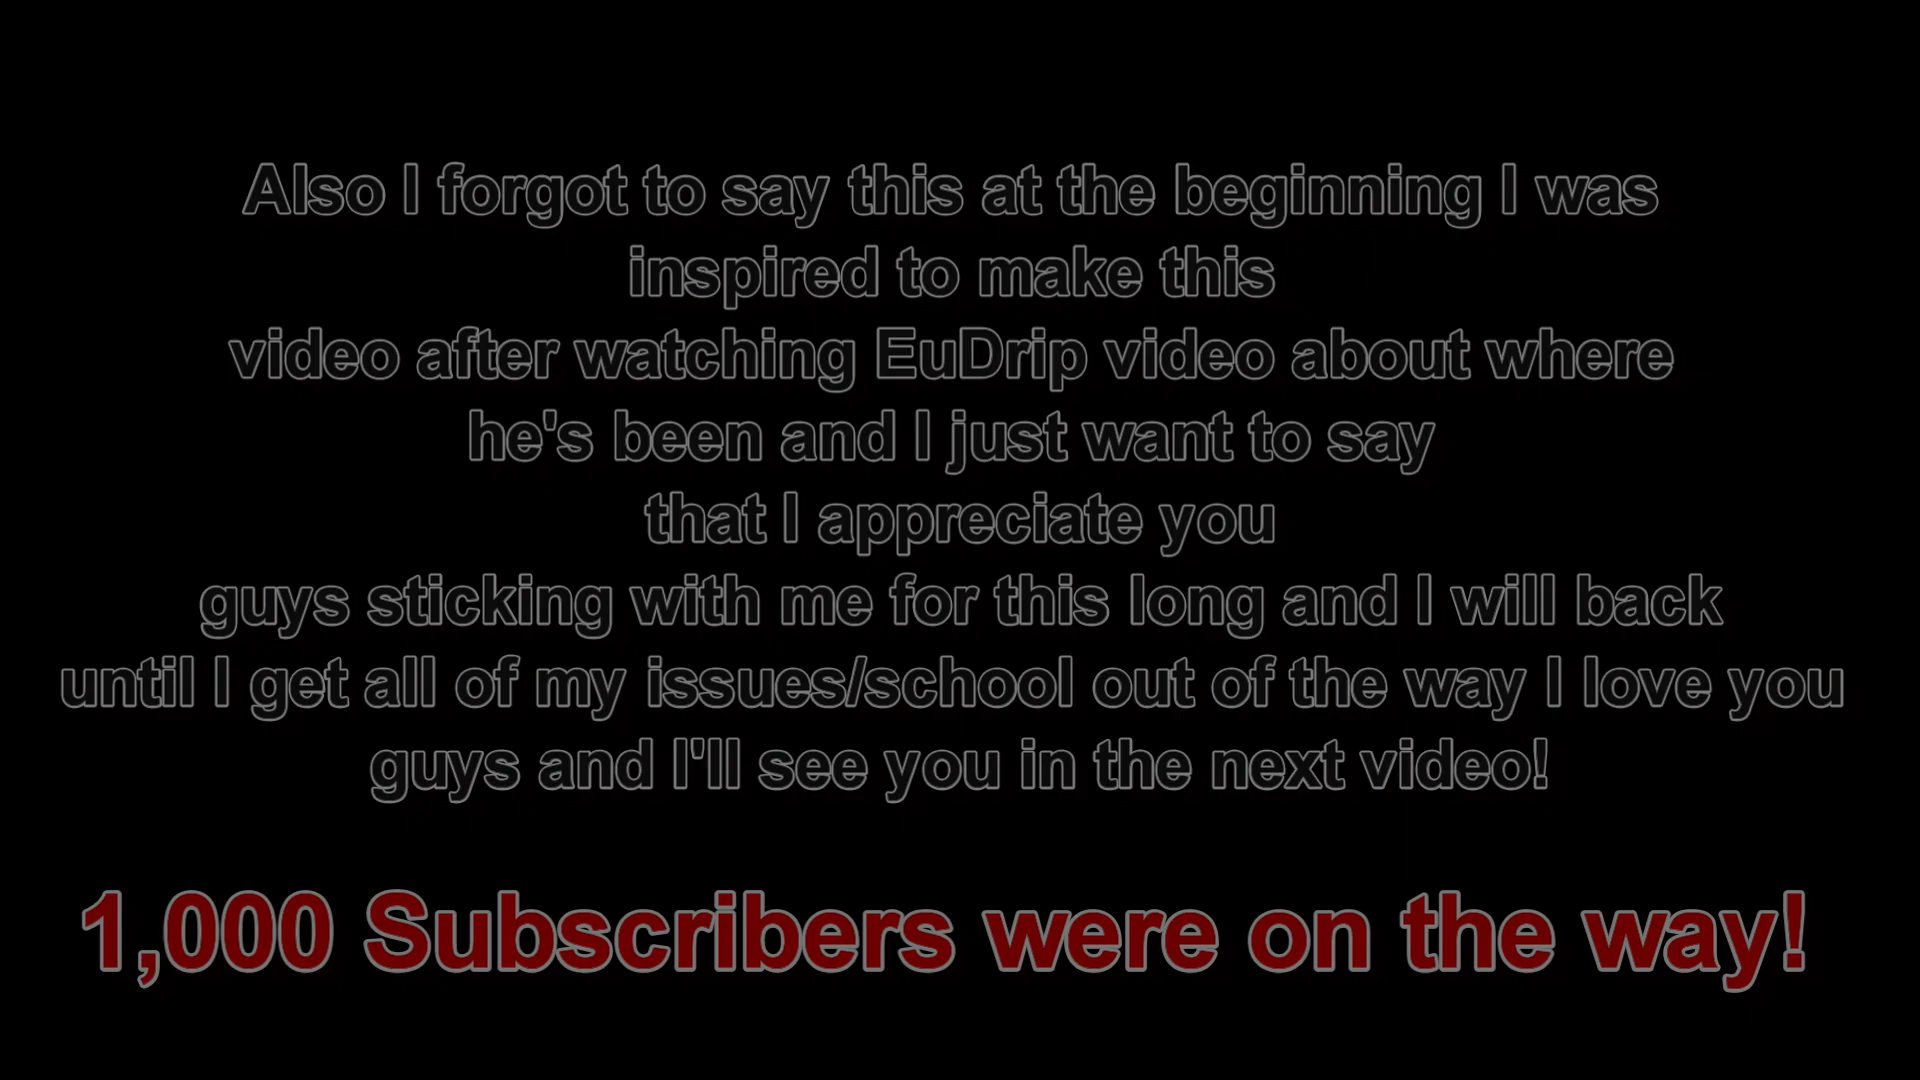 Also I forgot to say this at the beginning I was
inspired to make this
video after watching EuDrip video about where
he's been and I just want to say
that I appreciate you
guys sticking with me for this long and I will back
until I get all of my issues/school out of the way I love you
guys and I'll see you in the next video!
1,000 Subscribers were on the way!